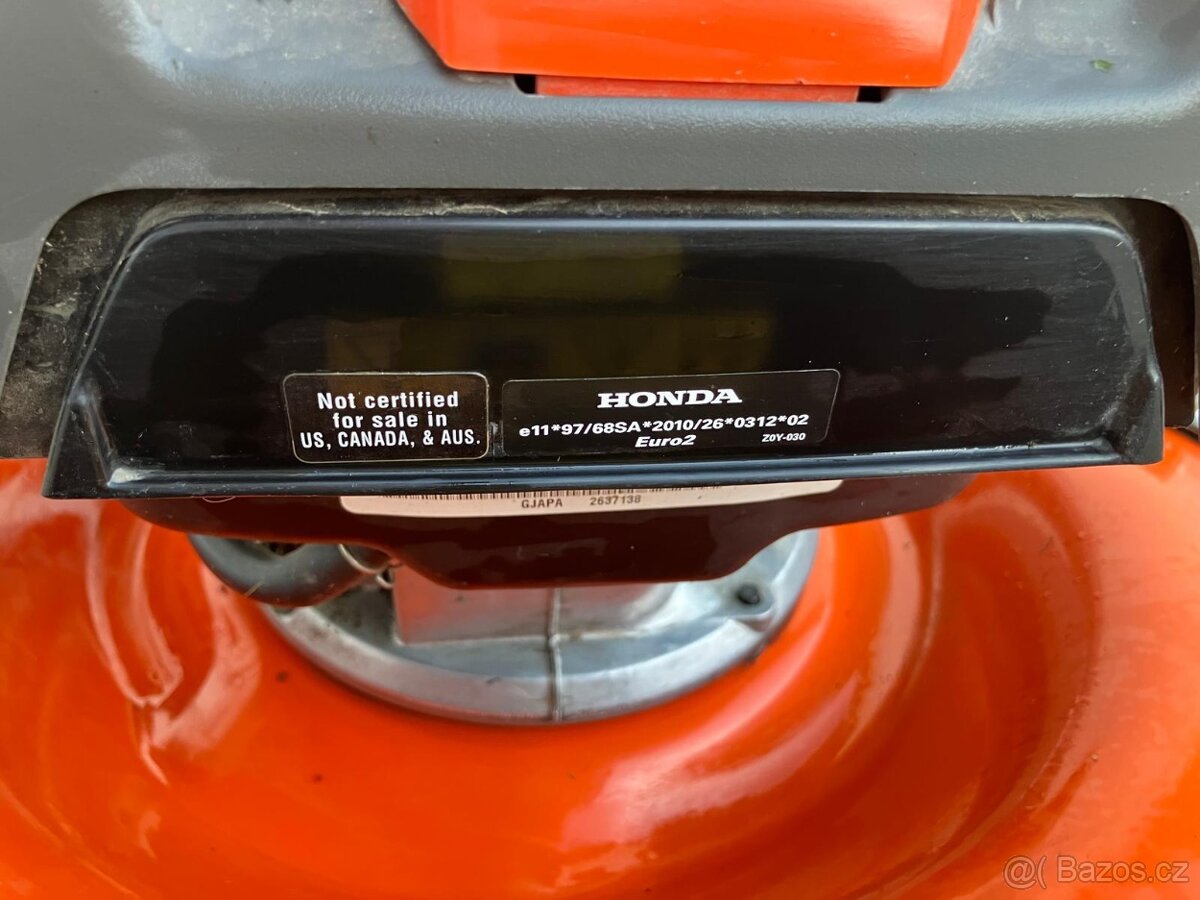 Not certified
for sale in
US, CANADA, & AUS.
HONDA
e11*97/68SA*2010/26*0312*02
Euro2
Z0Y-030
GJAPA 2637138
@( Bazos.cz